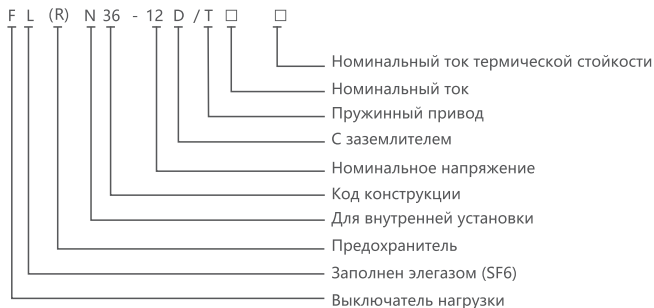 F L (R) N 36 - 12 D / T □ □
Номинальный ток термической стойкости
Номинальный ток
Пружинный привод
С заземлителем
Номинальное напряжение
Код конструкции
Для внутренней установки
Предохранитель
Заполнен элегазом (SF6)
Выключатель нагрузки